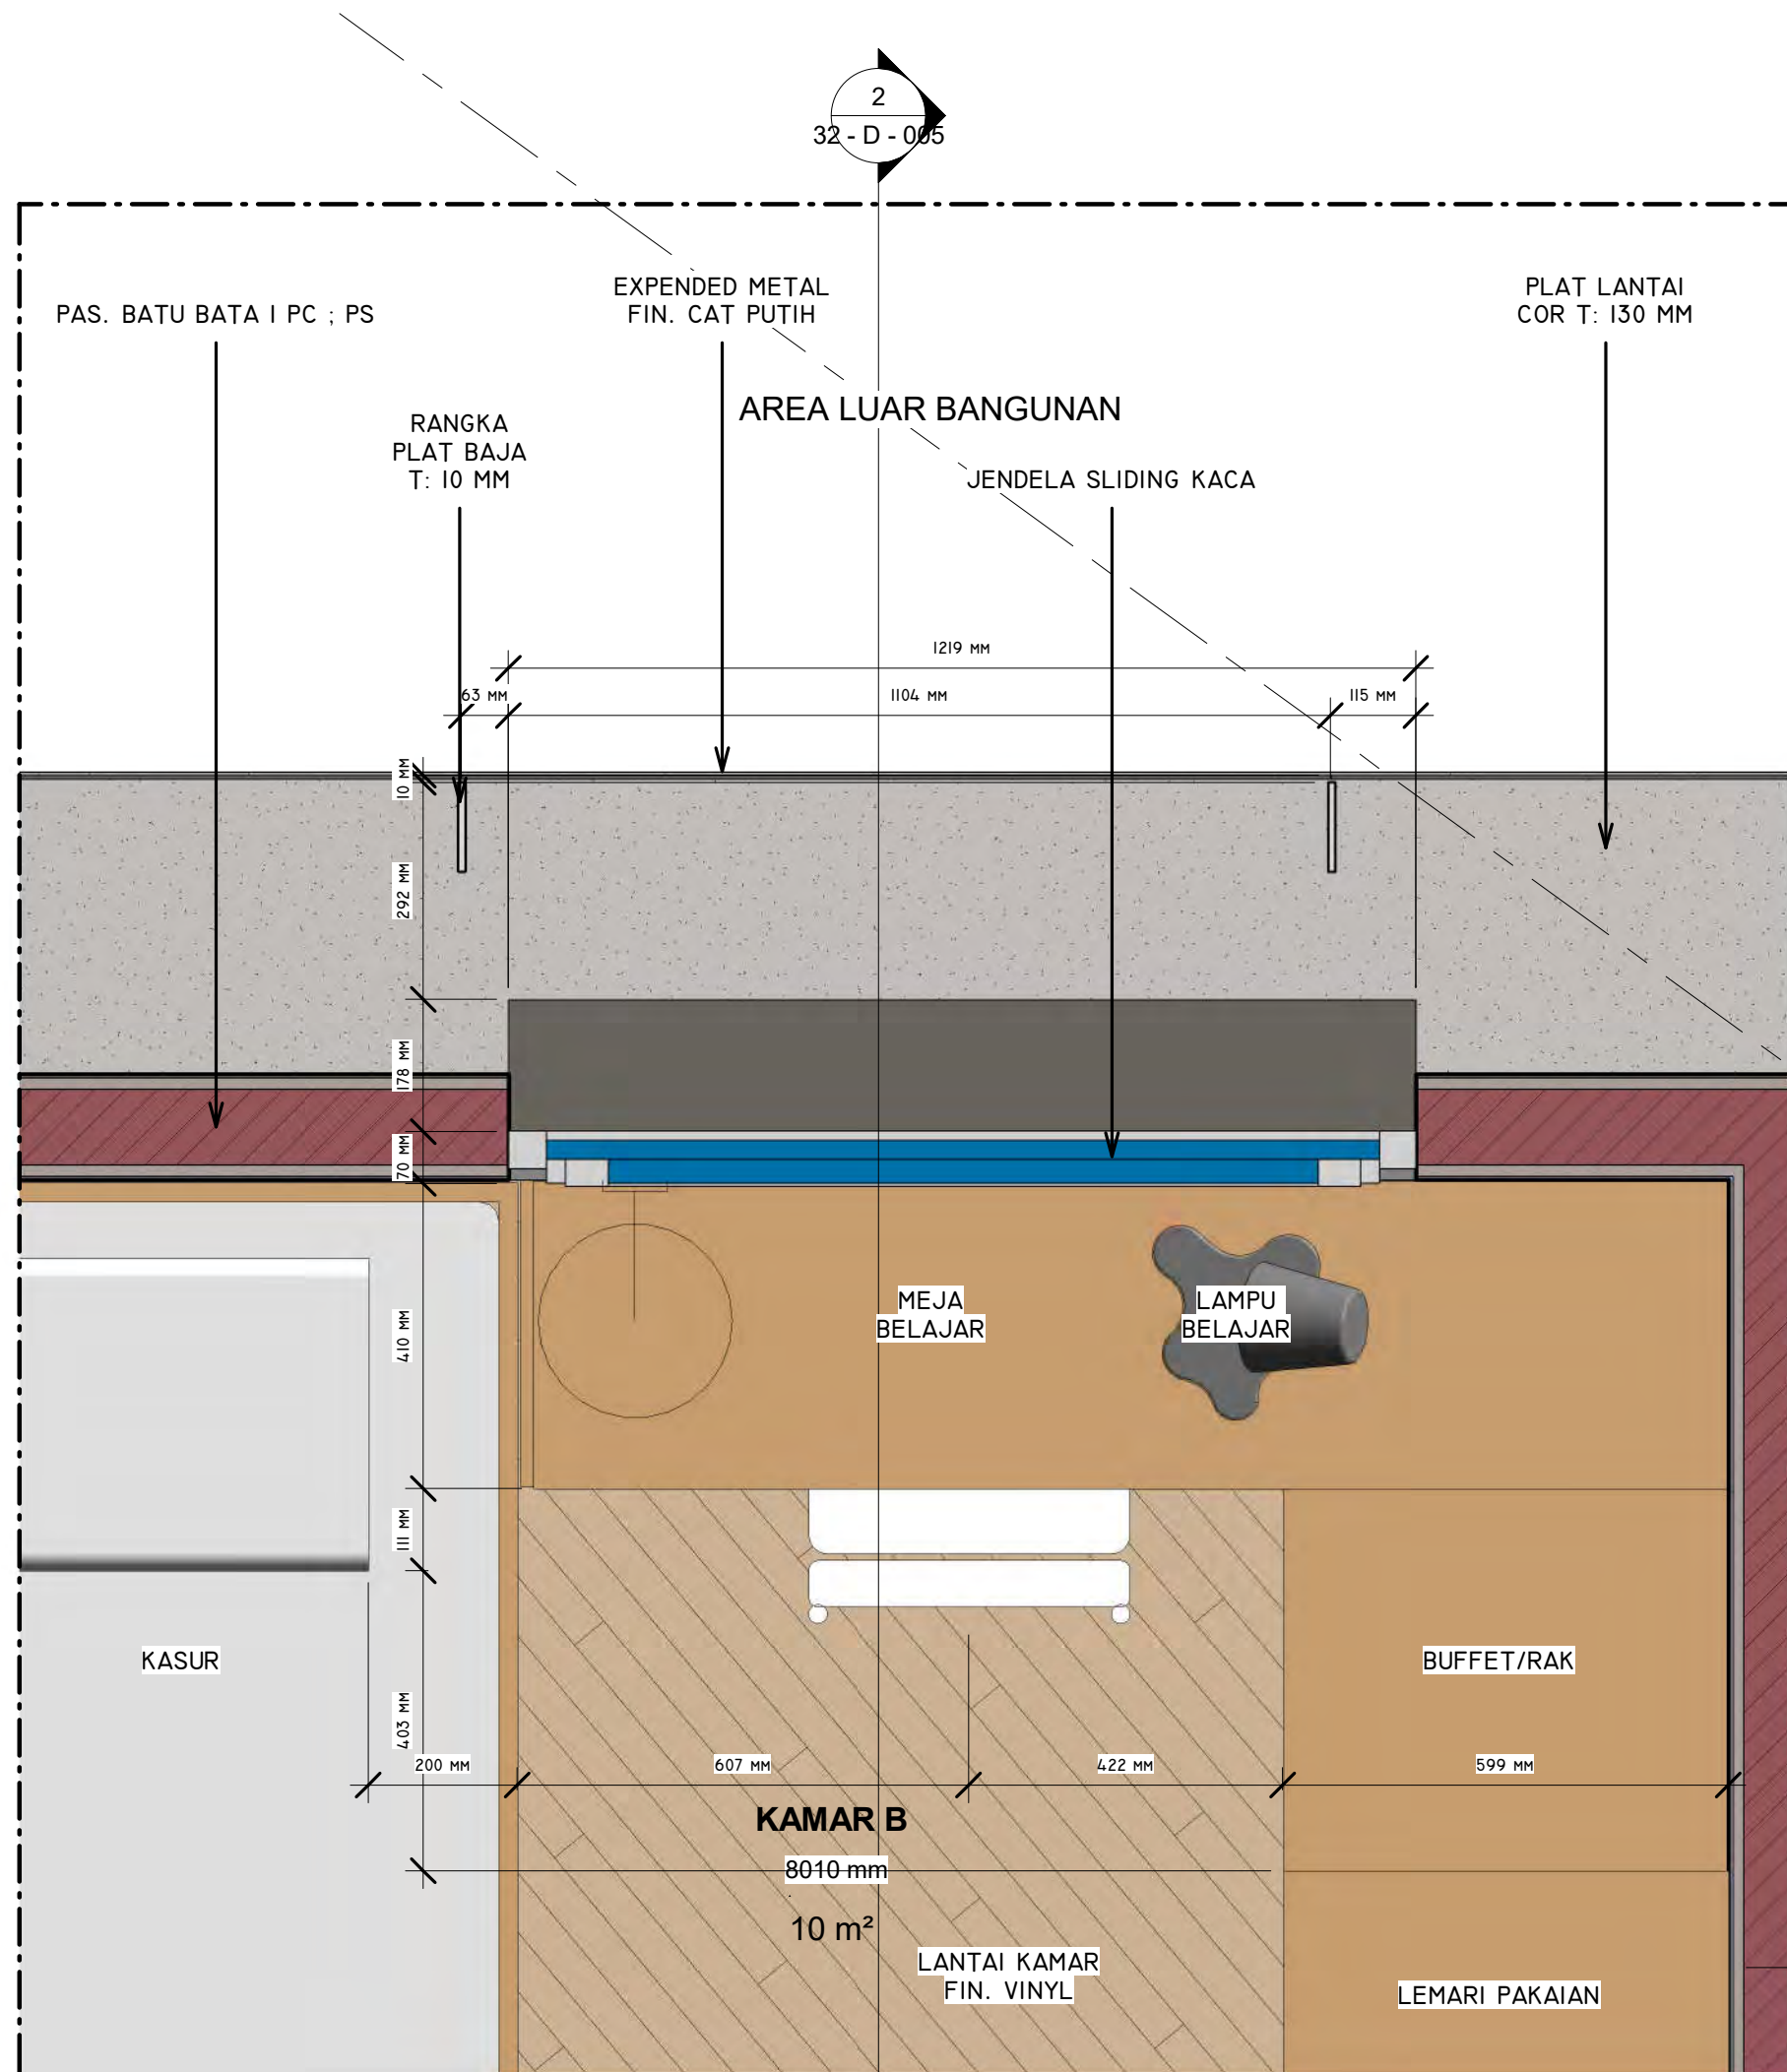 2
32 - D - 005
EXPENDED METAL
FIN. CAT PUTIH
PLAT LANTAI
COR T: 130 MM
PAS. BATU BATA 1 PC ; PS
AREA LUAR BANGUNAN
RANGKA
PLAT BAJA
T: 10 MM
JENDELA SLIDING KACA
1219 MM
63 MM
1104 MM
115 MM
10 MM
292 MM
178 MM
70 MM
410 MM
111 MM
403 MM
MEJA
BELAJAR
LAMPU
BELAJAR
KASUR
BUFFET/RAK
200 MM
607 MM
422 MM
599 MM
KAMAR B
8010 mm
10 m²
LANTAI KAMAR
FIN. VINYL
LEMARI PAKAIAN